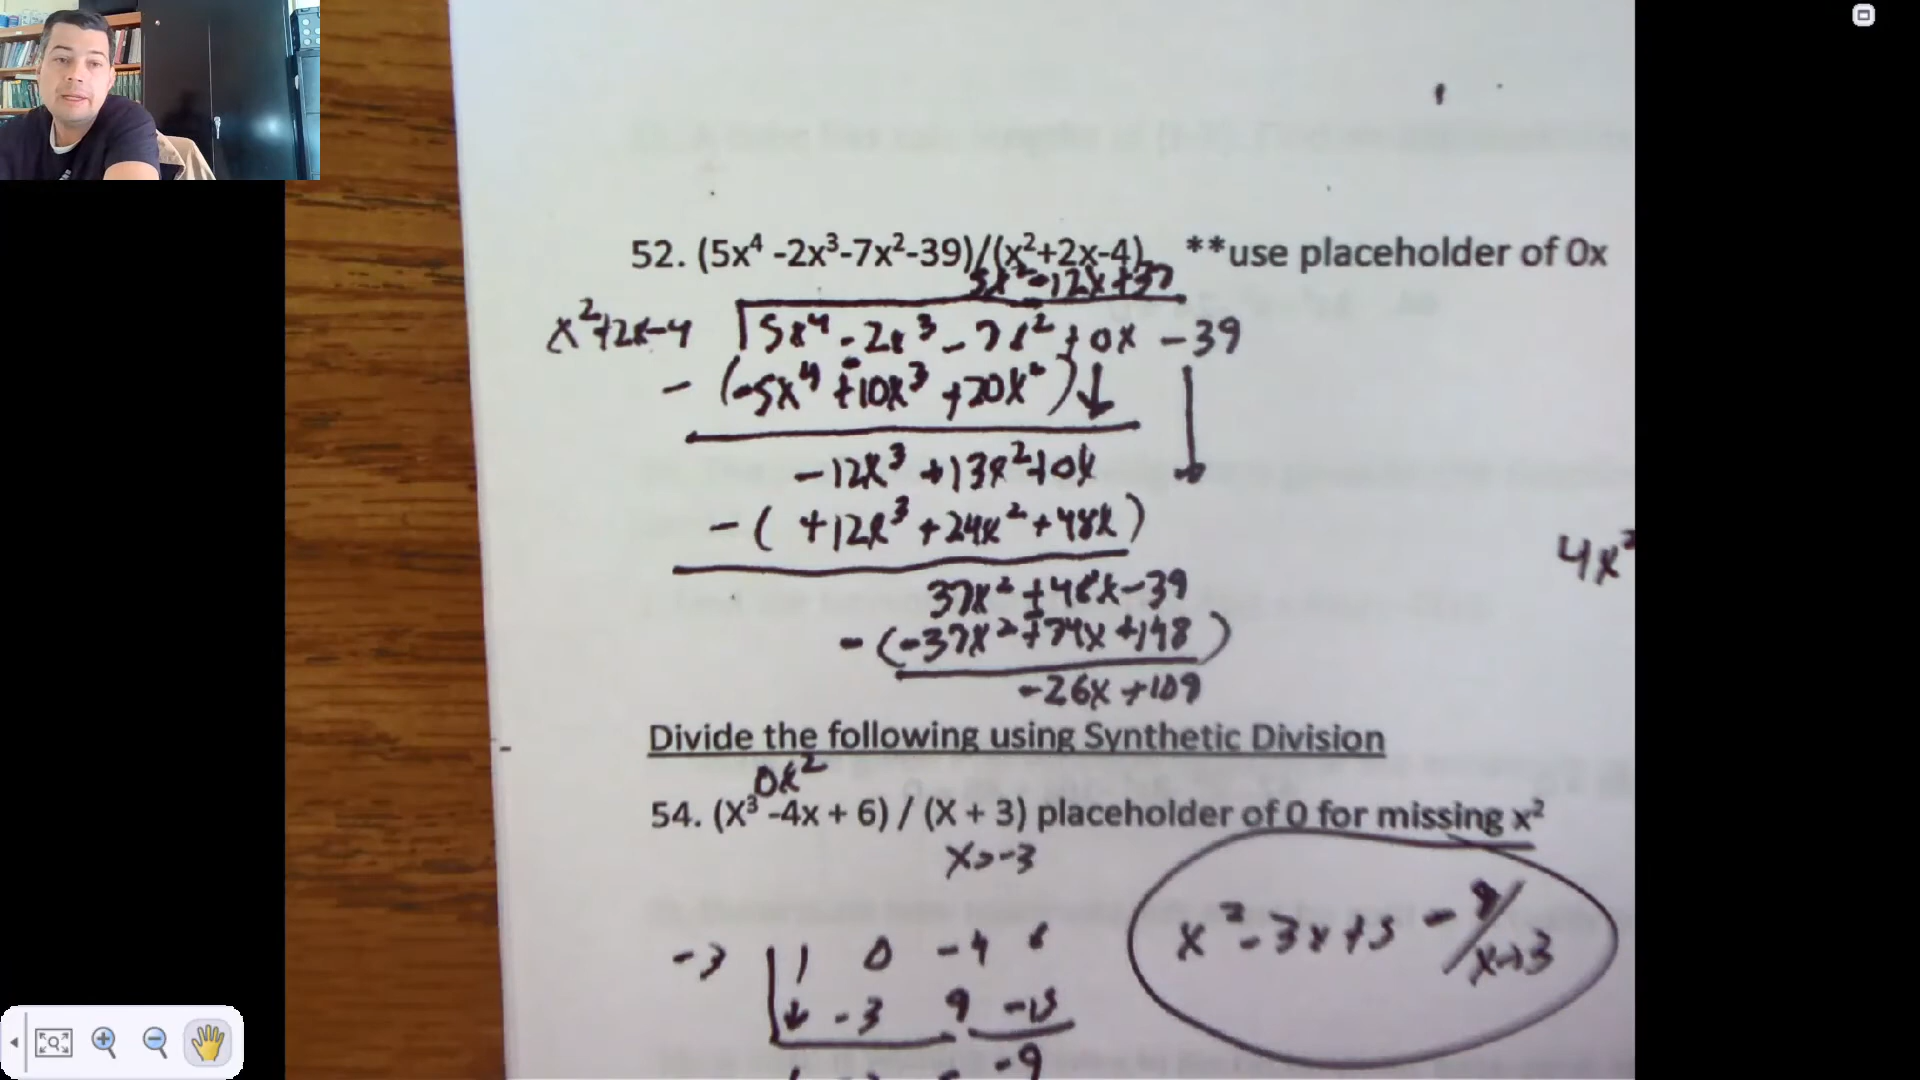 52. (5x⁴ -2x³-7x²-39)/(x²+2x-4) **use placeholder of 0x
5x² -12x+37
x²+2x-4 5x⁴ - 2x³ - 7x² + 0x - 39
- (-5x⁴ +10x³ +20x²)
-12x³ +13x²+0x
- ( +12x³ +24x² +48x )
37x² +48x-39
- (-37x² +74x +148 )
-26x +109
4x²
Divide the following using Synthetic Division
0x²
54. (X³ -4x + 6) / (X + 3) placeholder of 0 for missing x²
x=-3
x² - 3x + 5 - 9/x+3
-3 1 0 -4 6
-3 9 -15
-9